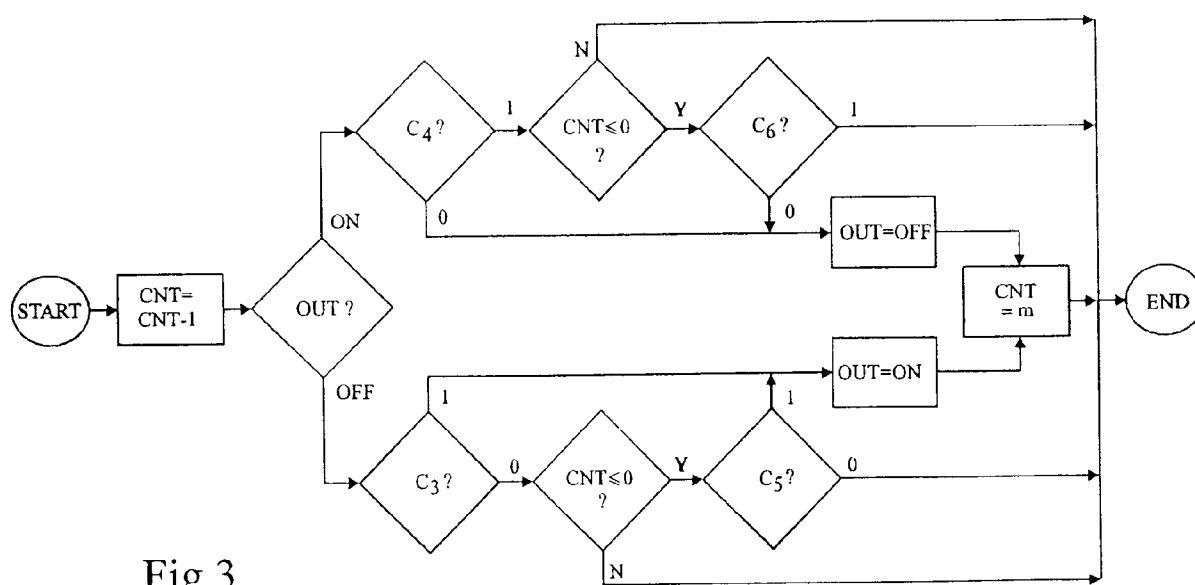 N
C4?
1
CNT≤0
?
Y
C6?
1
0
0
OUT=OFF
ON
START
CNT=
CNT-1
OUT?
CNT
=m
END
OFF
OUT=ON
1
1
C3?
0
CNT≤0
?
Y
C5?
0
N
Fig.3